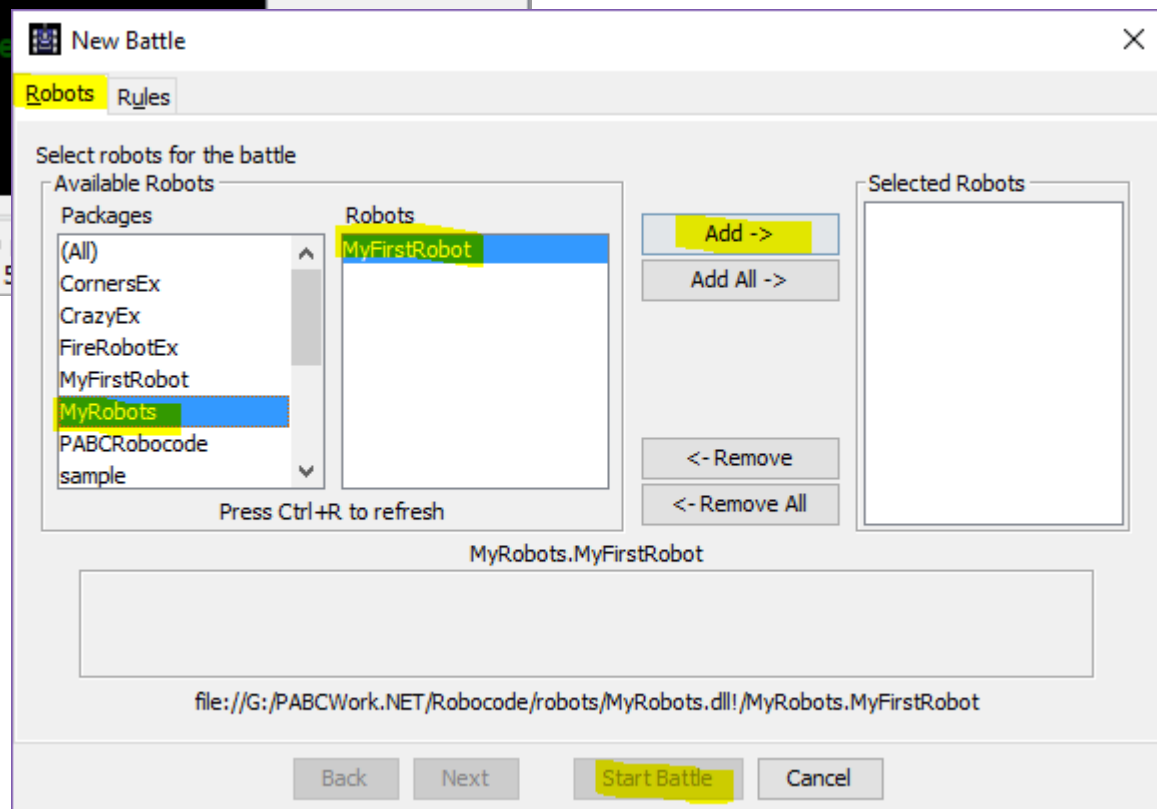 New Battle
Robots Rules
Select robots for the battle
Available Robots
Packages
(All)
CornersEx
CrazyEx
FireRobotEx
MyFirstRobot
MyRobots
PABCRobocode
sample
Robots
MyFirstRobot
Press Ctrl+R to refresh
Add ->
Add All ->
<- Remove
<- Remove All
Selected Robots
MyRobots.MyFirstRobot
file://G:/PABCWork.NET/Robocode/robots/MyRobots.dll!/MyRobots.MyFirstRobot
Back Next Start Battle Cancel